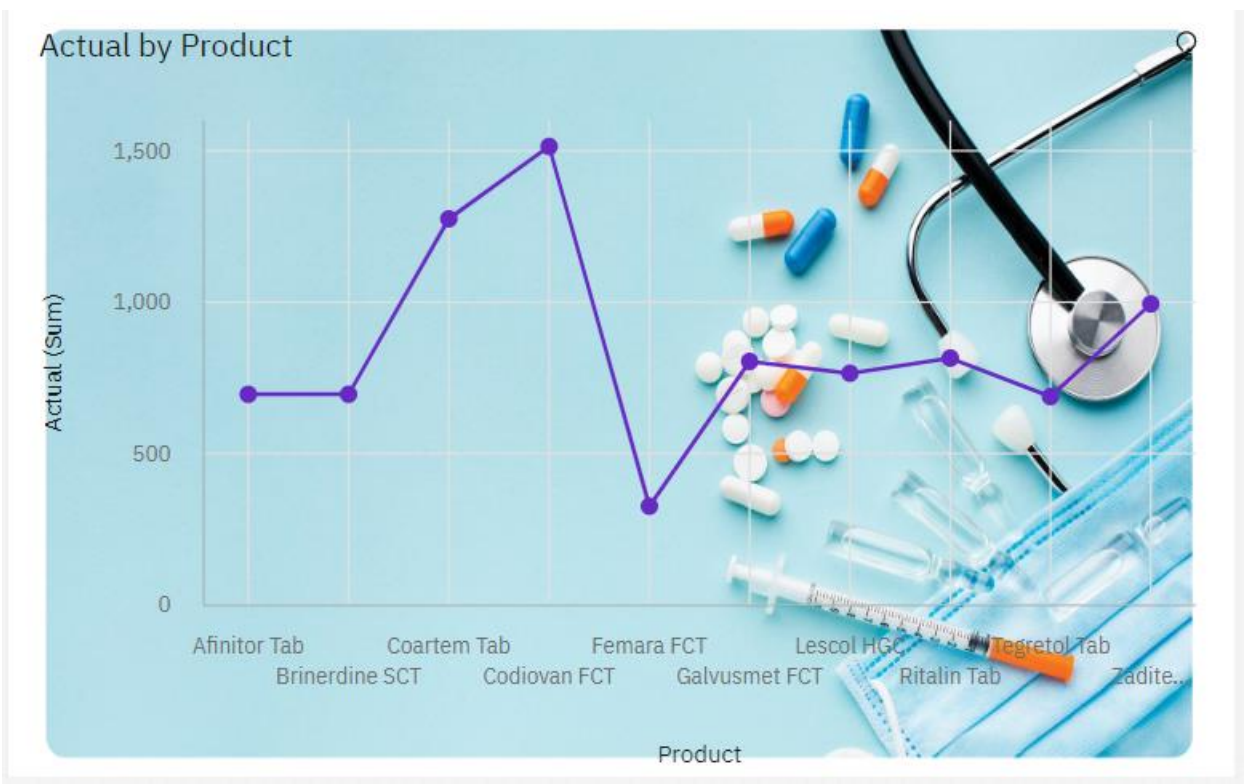 Actual by Product
1,500
1,000
500
0
Actual (Sum)
Afinitor Tab
Brinerdine SCT
Coartem Tab
Codiovan FCT
Femara FCT
Galvusmet FCT
Lescol HGC
Ritalin Tab
Tegretol Tab
Zadite...
Product